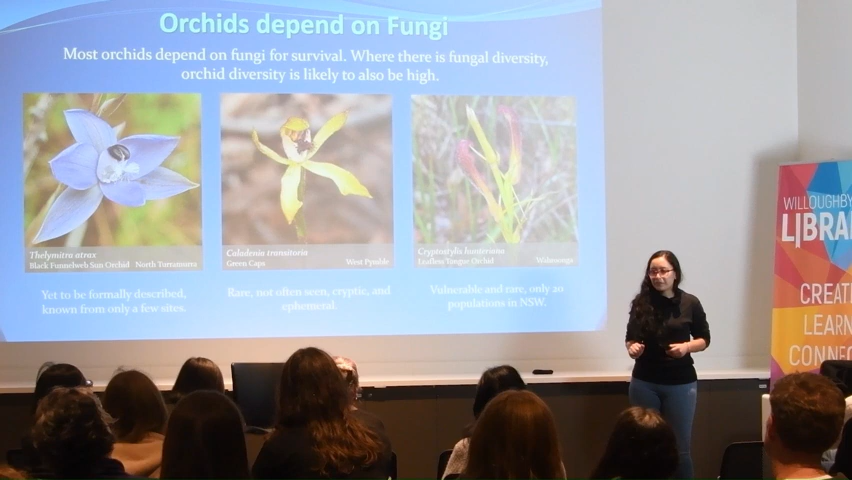 Orchids depend on Fungi
Most orchids depend on fungi for survival. Where there is fungal diversity,
orchid diversity is likely to also be high.
Thelymitra atrax
Black Funnelweb Sun Orchid North Turramurra
Caladenia transitoria
Green Caps West Pymble
Cryptostylis hunteriana
Leafless Tongue Orchid Wahroonga
Yet to be formally described,
known from only a few sites.
Rare, not often seen, cryptic, and
ephemeral.
Vulnerable and rare, only 20
populations in NSW.
WILLOUGHBY
LIBRA
CREATE
LEARN
CONNEC